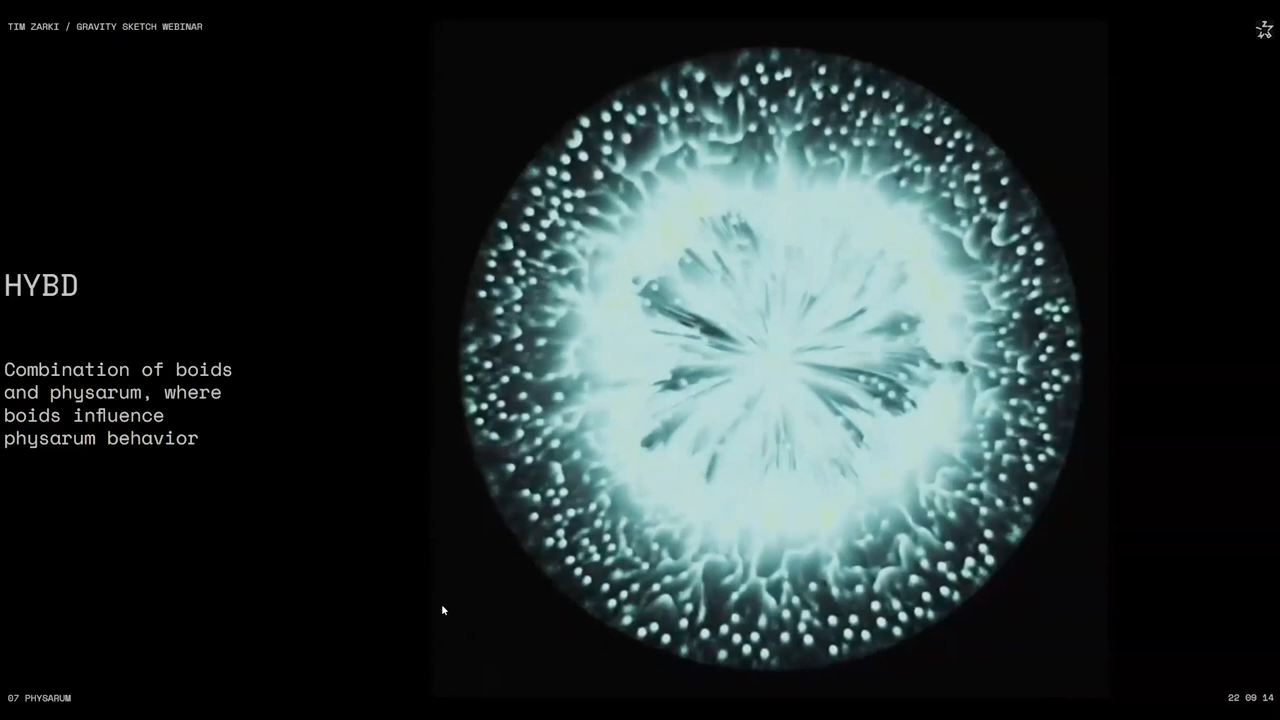 TIM ZARKI / GRAVITY SKETCH WEBINAR
HYBD
Combination of boids
and physarum, where
boids influence
physarum behavior
07 PHYSARUM
22 09 14